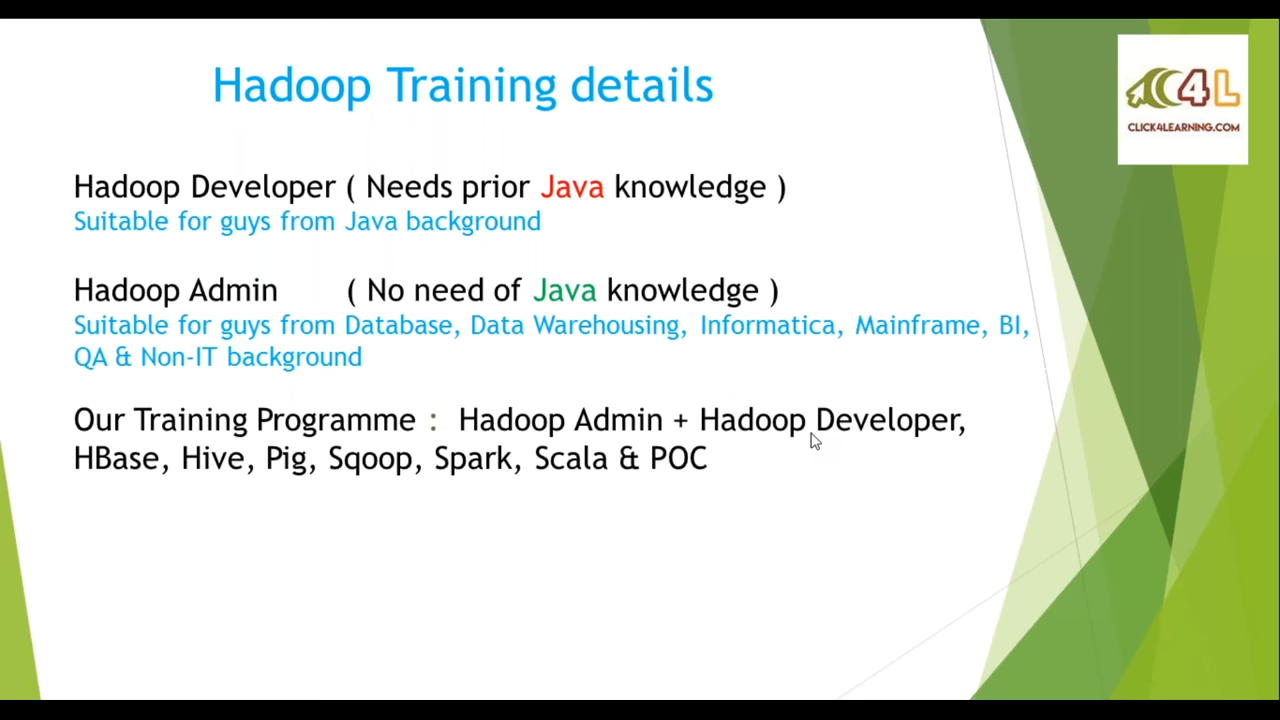 Hadoop Training details
C4L
CLICK4LEARNING.COM
Hadoop Developer ( Needs prior Java knowledge )
Suitable for guys from Java background
Hadoop Admin ( No need of Java knowledge )
Suitable for guys from Database, Data Warehousing, Informatica, Mainframe, BI,
QA & Non-IT background
Our Training Programme : Hadoop Admin + Hadoop Developer,
HBase, Hive, Pig, Sqoop, Spark, Scala & POC